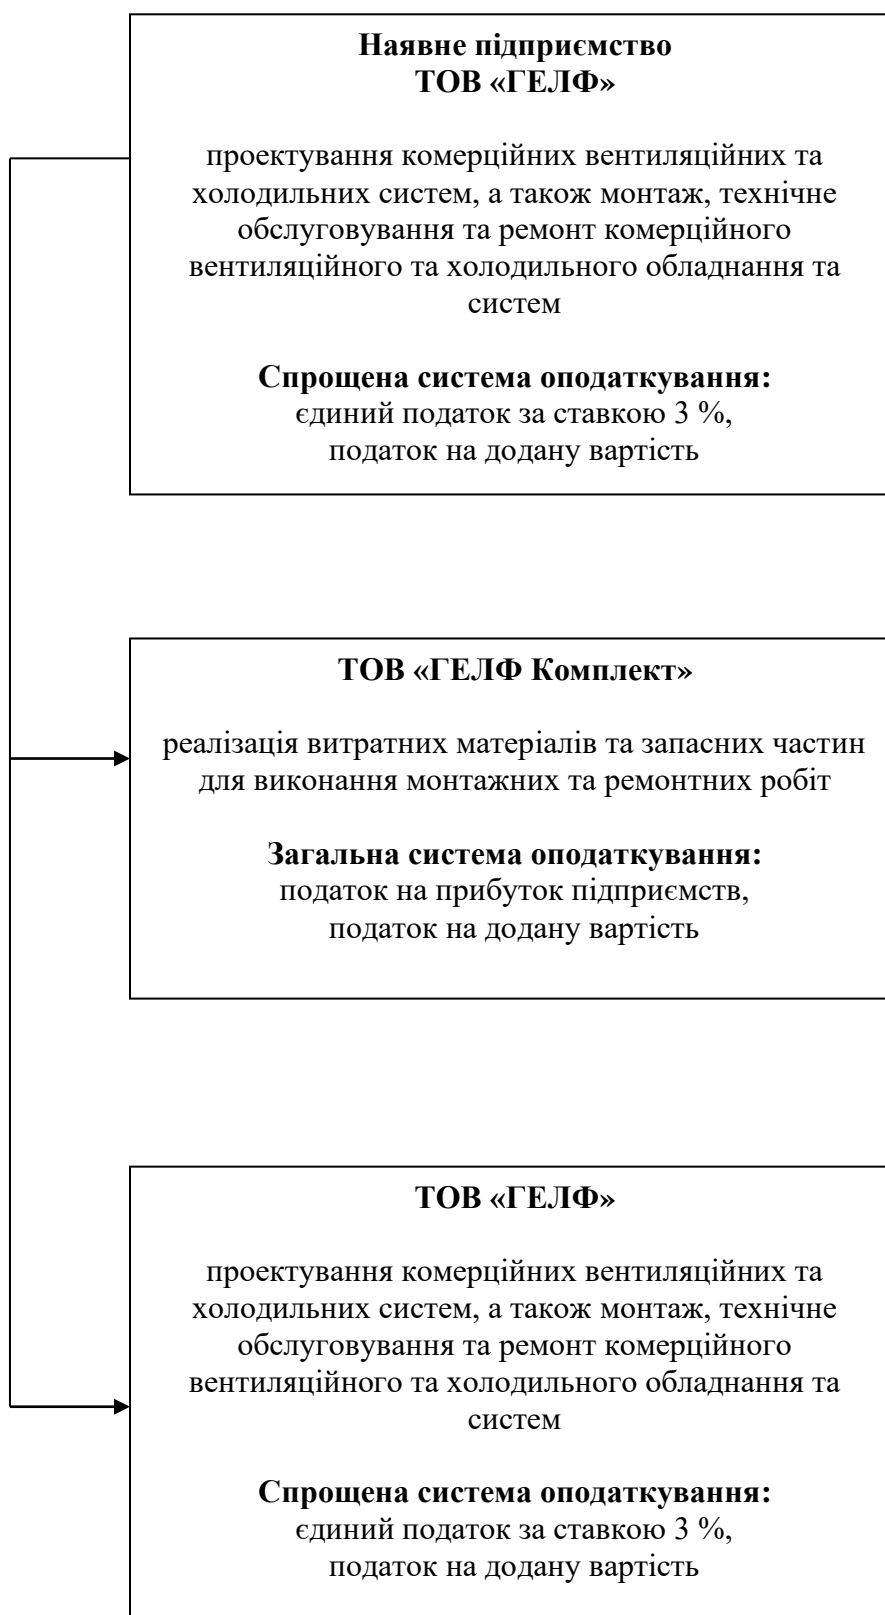 Наявне підприємство
ТОВ «ГЕЛФ»
проектування комерційних вентиляційних та
холодильних систем, а також монтаж, технічне
обслуговування та ремонт комерційного
вентиляційного та холодильного обладнання та
систем
Спрощена система оподаткування:
єдиний податок за ставкою 3 %,
податок на додану вартість
ТОВ «ГЕЛФ Комплект»
реалізація витратних матеріалів та запасних частин
для виконання монтажних та ремонтних робіт
Загальна система оподаткування:
податок на прибуток підприємств,
податок на додану вартість
ТОВ «ГЕЛФ»
проектування комерційних вентиляційних та
холодильних систем, а також монтаж, технічне
обслуговування та ремонт комерційного
вентиляційного та холодильного обладнання та
систем
Спрощена система оподаткування:
єдиний податок за ставкою 3 %,
податок на додану вартість